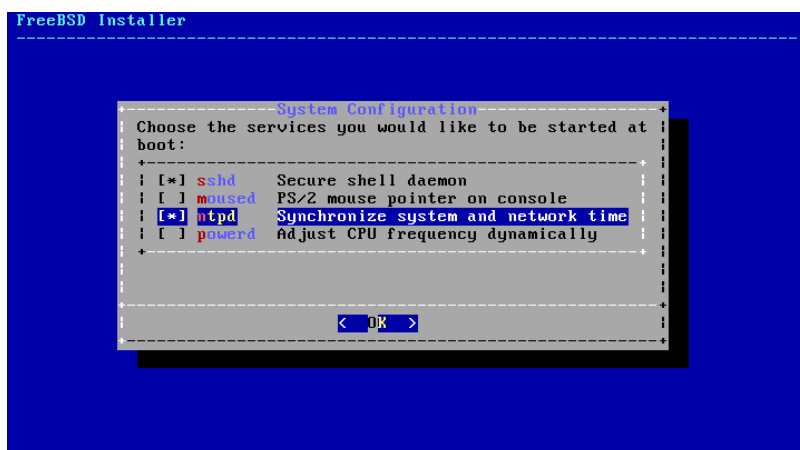 FreeBSD Installer
System Configuration
Choose the services you would like to be started at
boot:
[*] sshd Secure shell daemon
[ ] moused PS/2 mouse pointer on console
[*] ntpd Synchronize system and network time
[ ] powerd Adjust CPU frequency dynamically
< OK >